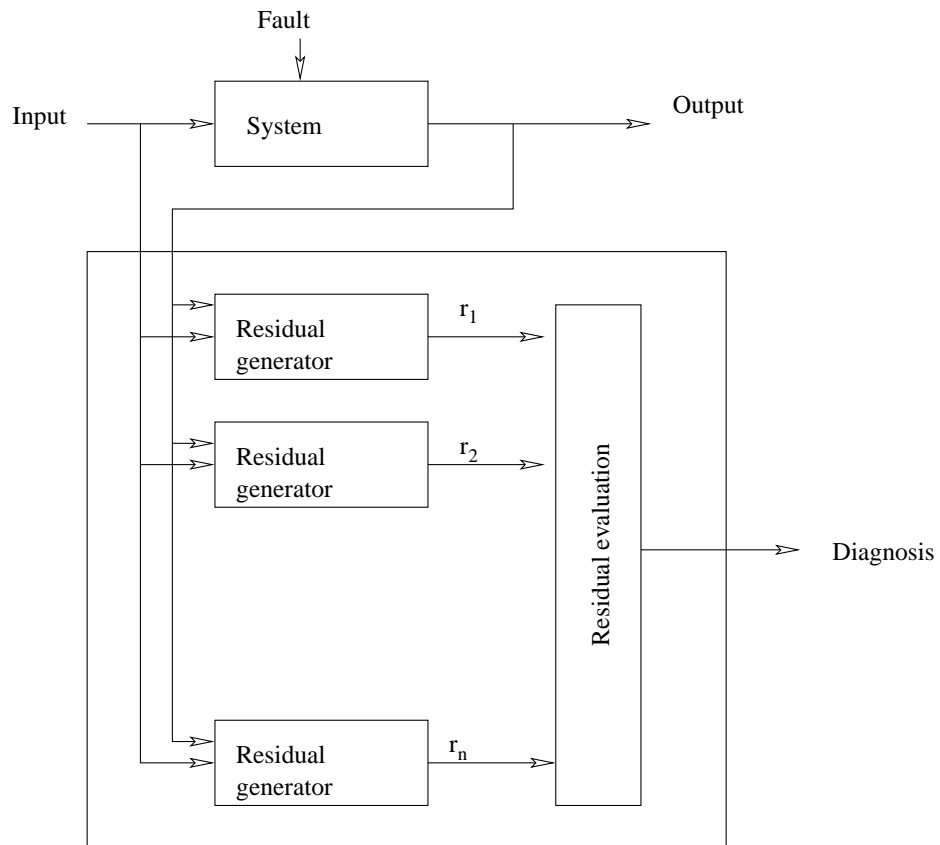 Fault
Input
System
Output
Residual
generator
r1
Residual
generator
r2
Residual evaluation
Diagnosis
Residual
generator
rn